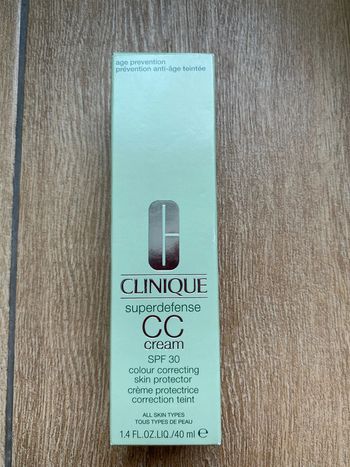 age prevention
prévention anti-âge teintée
CLINIQUE
superdefense
CC
cream
SPF 30
colour correcting
skin protector
crème protectrice
correction teint
ALL SKIN TYPES
TOUS TYPES DE PEAU
1.4 FL.OZ.LIQ./40 ml ℮